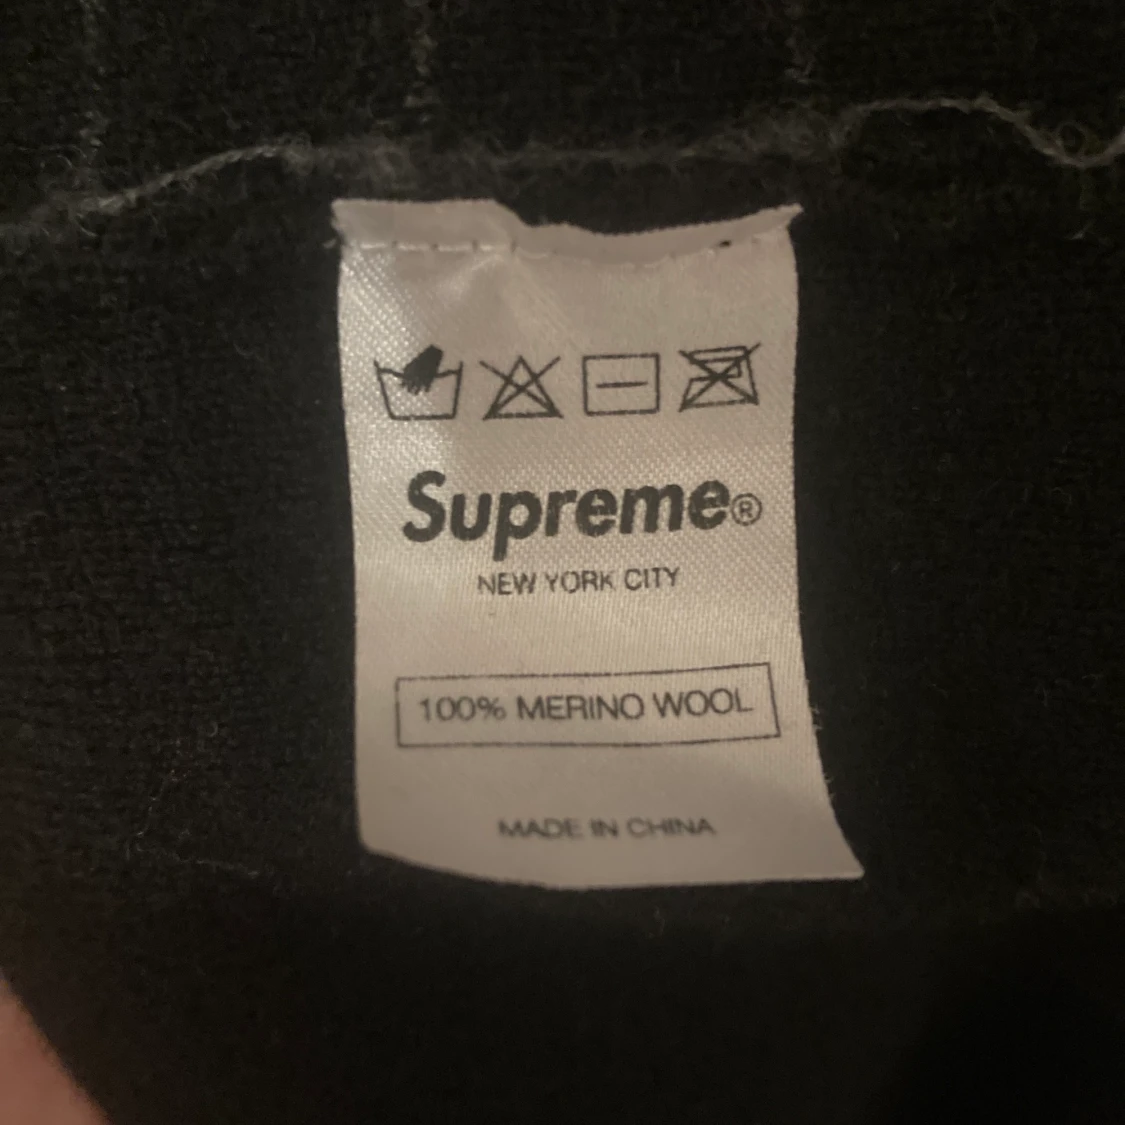 Supreme®
NEW YORK CITY
100% MERINO WOOL
MADE IN CHINA